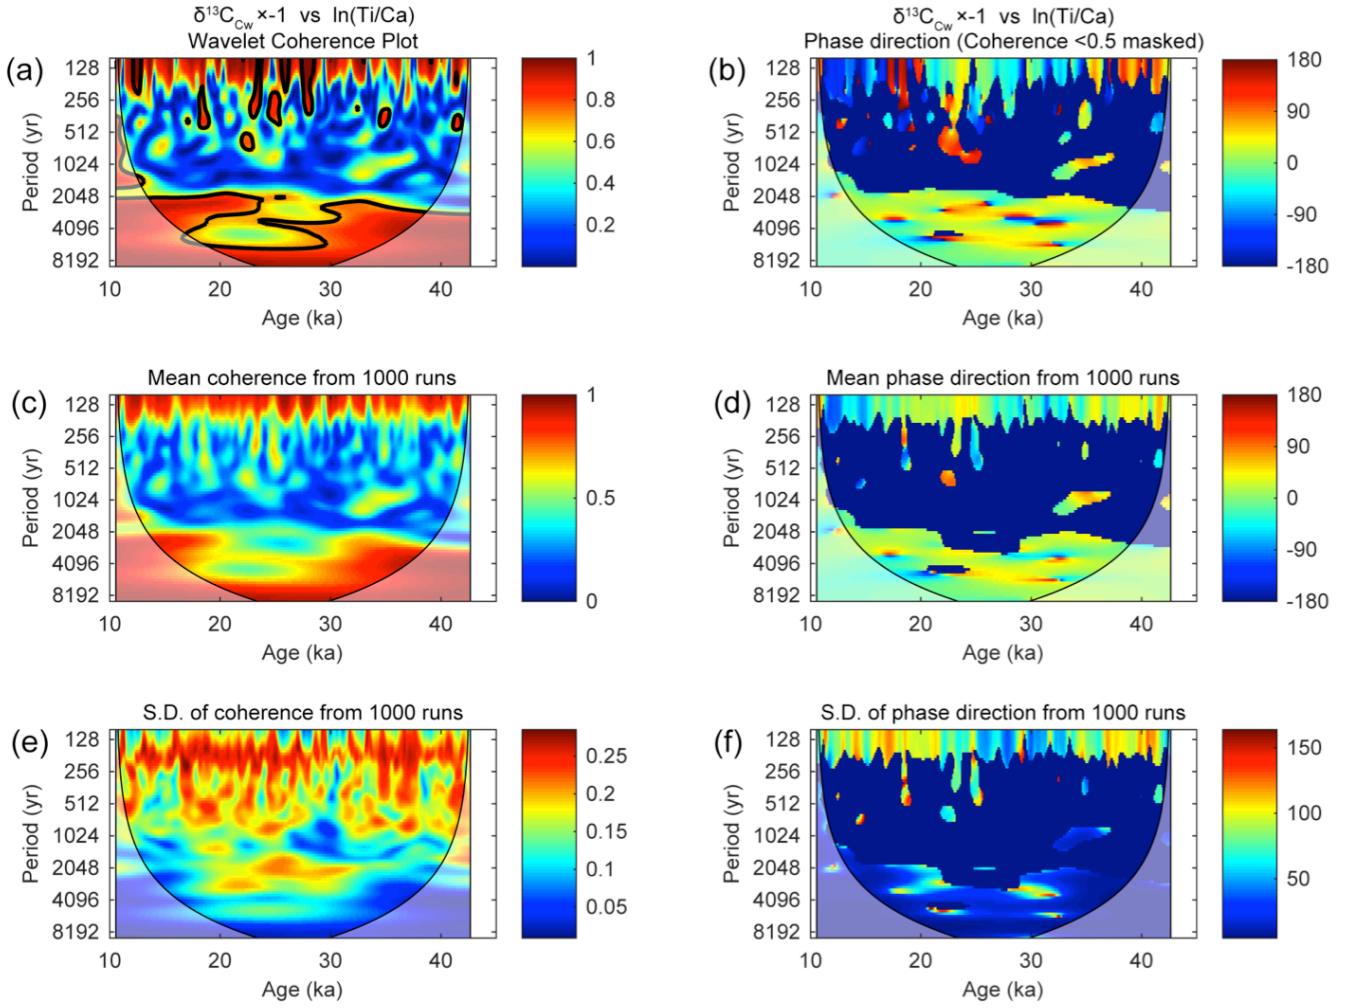 δ¹³C_Cw ×-1 vs ln(Ti/Ca)
Wavelet Coherence Plot
(a)
128
256
512
1024
2048
4096
8192
Period (yr)
10 20 30 40
Age (ka)
1
0.8
0.6
0.4
0.2
δ¹³C_Cw ×-1 vs ln(Ti/Ca)
Phase direction (Coherence <0.5 masked)
(b)
128
256
512
1024
2048
4096
8192
Period (yr)
10 20 30 40
Age (ka)
180
90
0
-90
-180
Mean coherence from 1000 runs
(c)
128
256
512
1024
2048
4096
8192
Period (yr)
10 20 30 40
Age (ka)
1
0.5
0
Mean phase direction from 1000 runs
(d)
128
256
512
1024
2048
4096
8192
Period (yr)
10 20 30 40
Age (ka)
180
90
0
-90
-180
S.D. of coherence from 1000 runs
(e)
128
256
512
1024
2048
4096
8192
Period (yr)
10 20 30 40
Age (ka)
0.25
0.2
0.15
0.1
0.05
S.D. of phase direction from 1000 runs
(f)
128
256
512
1024
2048
4096
8192
Period (yr)
10 20 30 40
Age (ka)
150
100
50